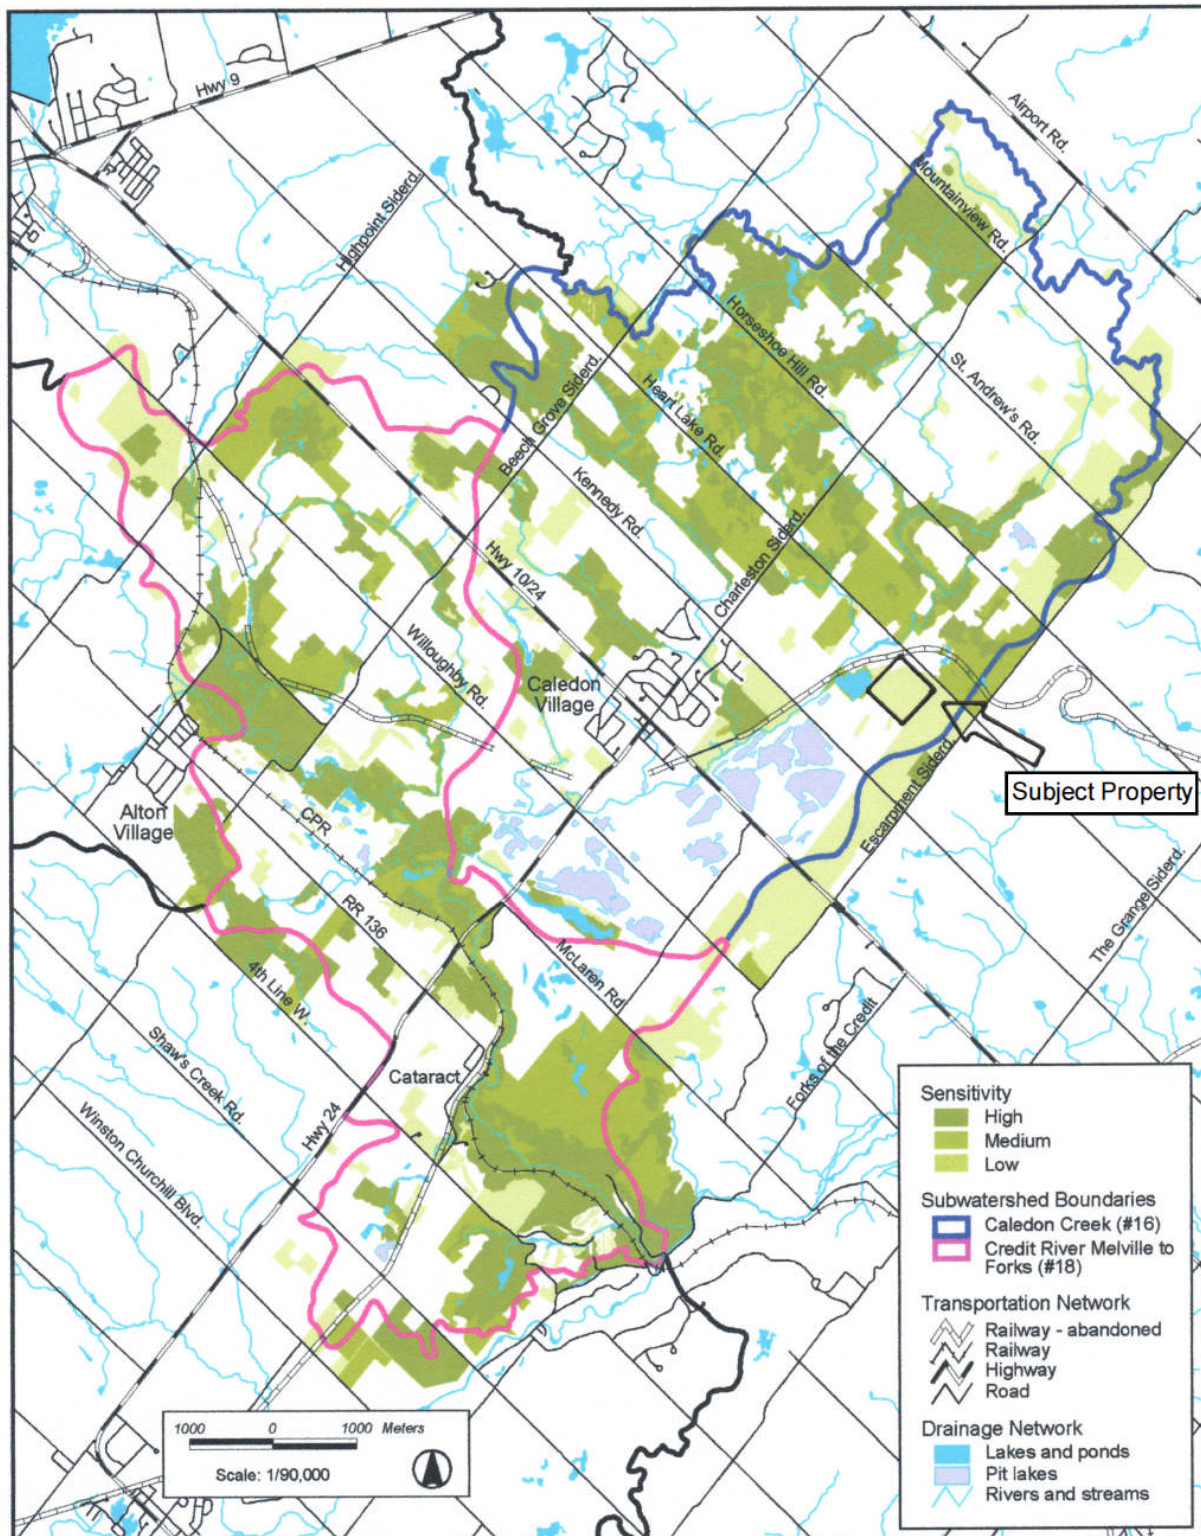 Hwy 9
Airport Rd.
Highpoint Siderd.
Mountainview Rd.
Horseshoe Hill Rd.
St. Andrew's Rd.
Beech Grove Siderd.
Heart Lake Rd.
Kennedy Rd.
Charleston Siderd.
Hwy 10/24
Willoughby Rd.
Caledon
Village
Subject Property
Escarpment Siderd.
Alton
Village
CPR
RR 136
The Grange Siderd.
McLaren Rd
4th Line W.
Forks of the Credit
Shaw's Creek Rd.
Cataract
Hwy 24
Winston Churchill Blvd.
Sensitivity
High
Medium
Low
Subwatershed Boundaries
Caledon Creek (#16)
Credit River Melville to
Forks (#18)
Transportation Network
Railway - abandoned
Railway
Highway
Road
Drainage Network
Lakes and ponds
Pit lakes
Rivers and streams
1000 0 1000 Meters
Scale: 1/90,000